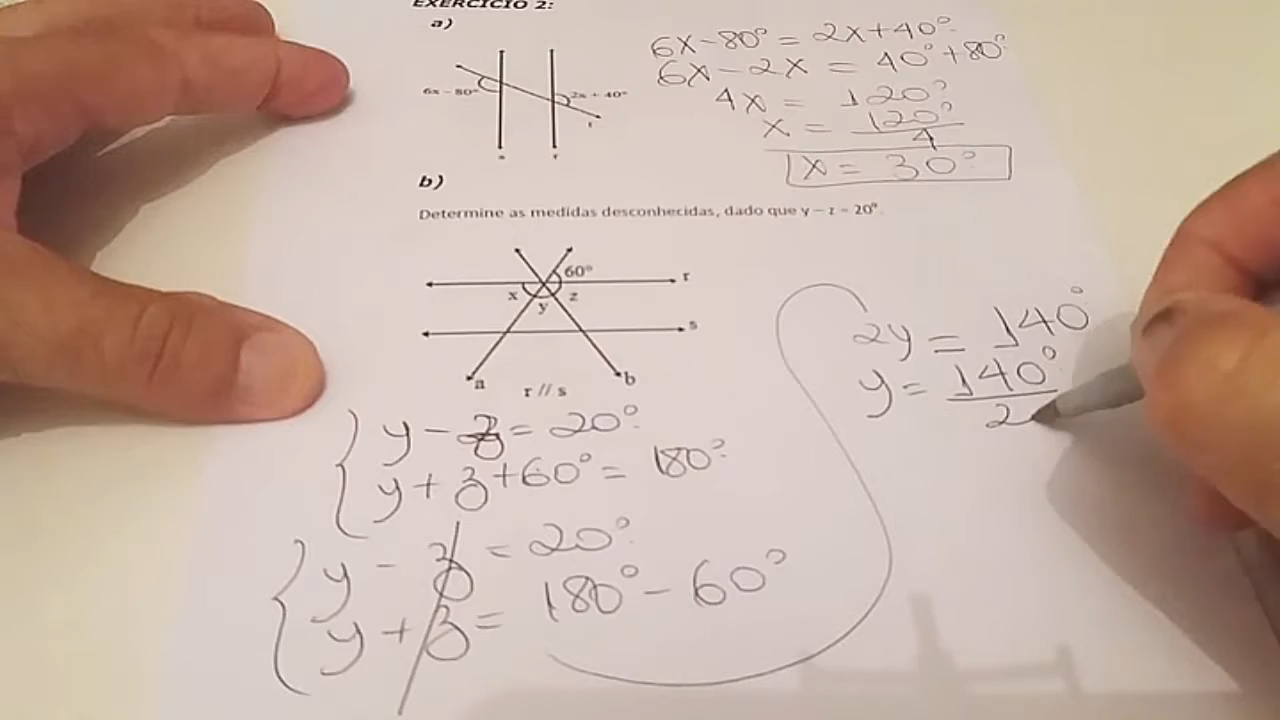 EXERCÍCIO 2:
a)
6x − 80°
2x + 40°
t
s
r
6x − 80° = 2x + 40°
6x − 2x = 40° + 80°
4x = 120°
x = 120°
4
x = 30°
b)
Determine as medidas desconhecidas, dado que y − z = 20°.
60°
r
x
y
z
s
a
b
r // s
y − z = 20°
y + z + 60° = 180°
y − z = 20°
y + z = 180° − 60°
2y = 140°
y = 140°
2